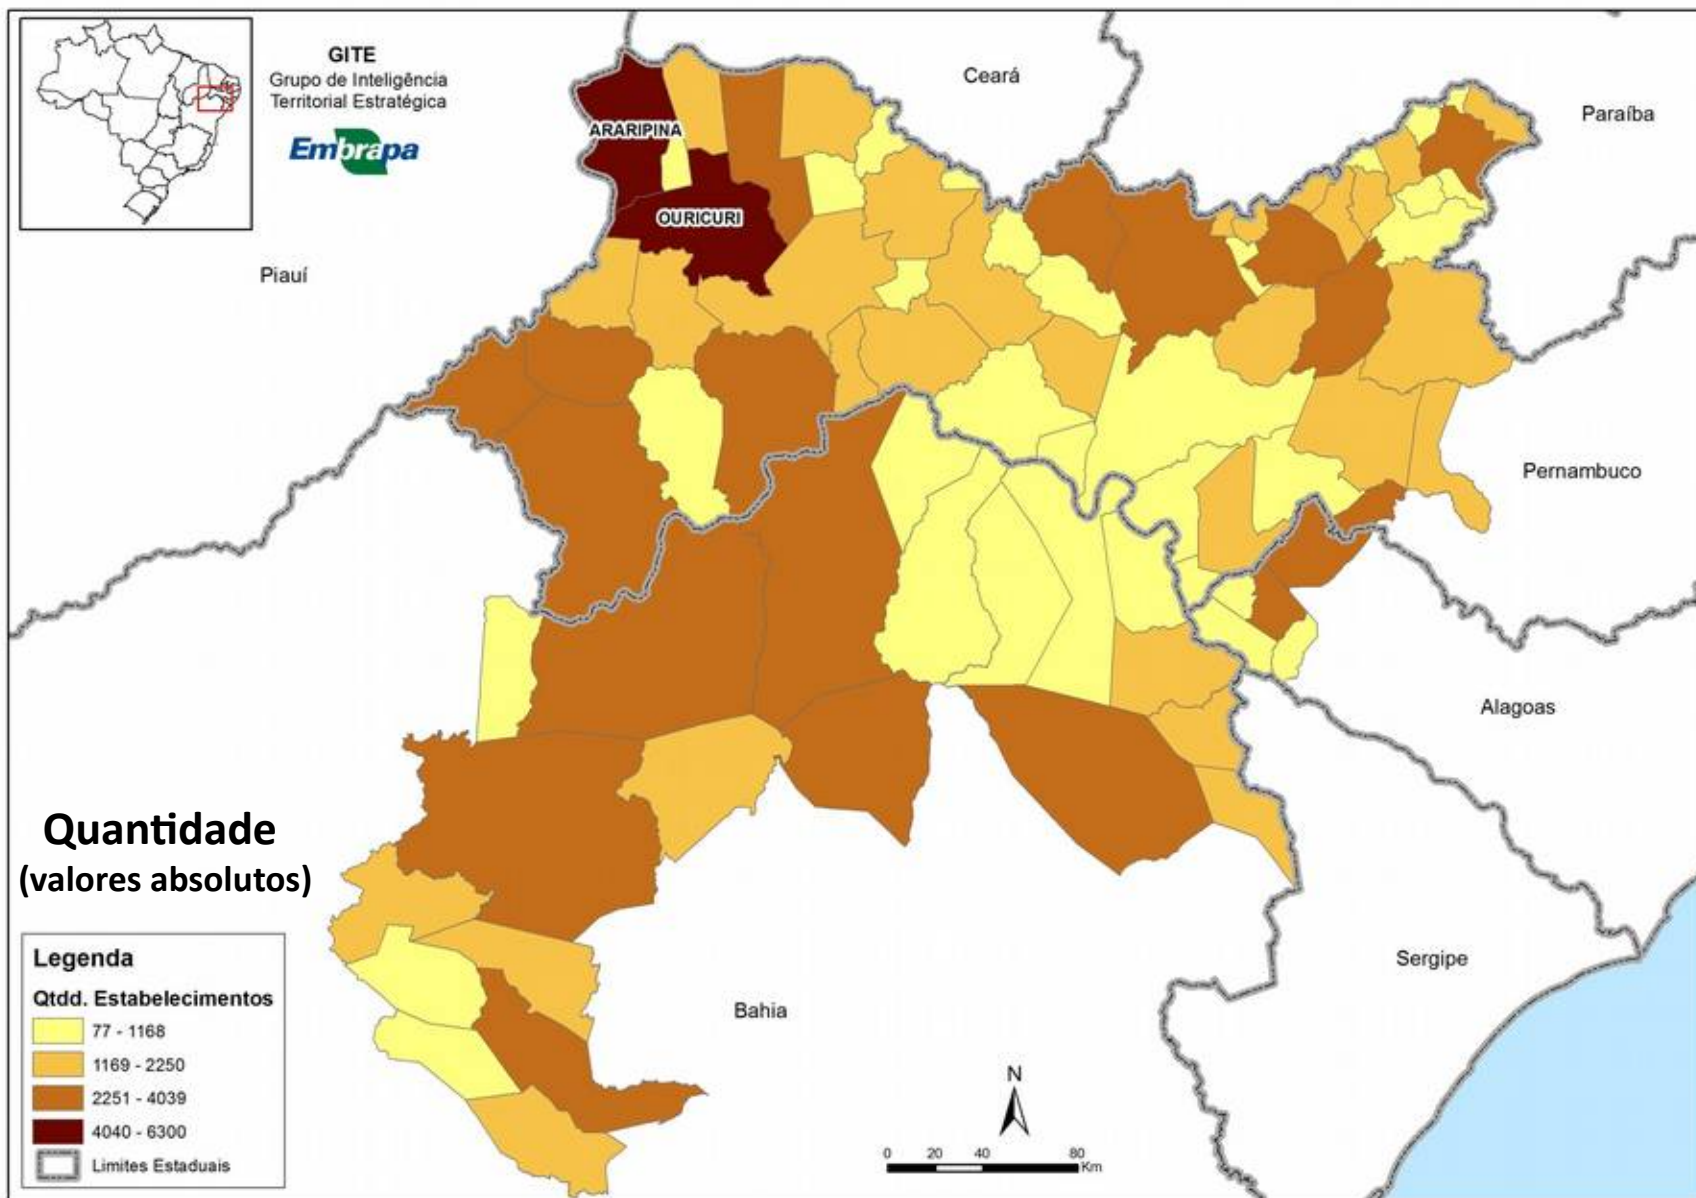 GITE
Grupo de Inteligência
Territorial Estratégica
Embrapa
Ceará
Paraíba
ARARIPINA
OURICURI
Piauí
Pernambuco
Alagoas
Quantidade
(valores absolutos)
Sergipe
Bahia
Legenda
Qtdd. Estabelecimentos
77 - 1168
1169 - 2250
2251 - 4039
4040 - 6300
Limites Estaduais
N
0 20 40 80
Km